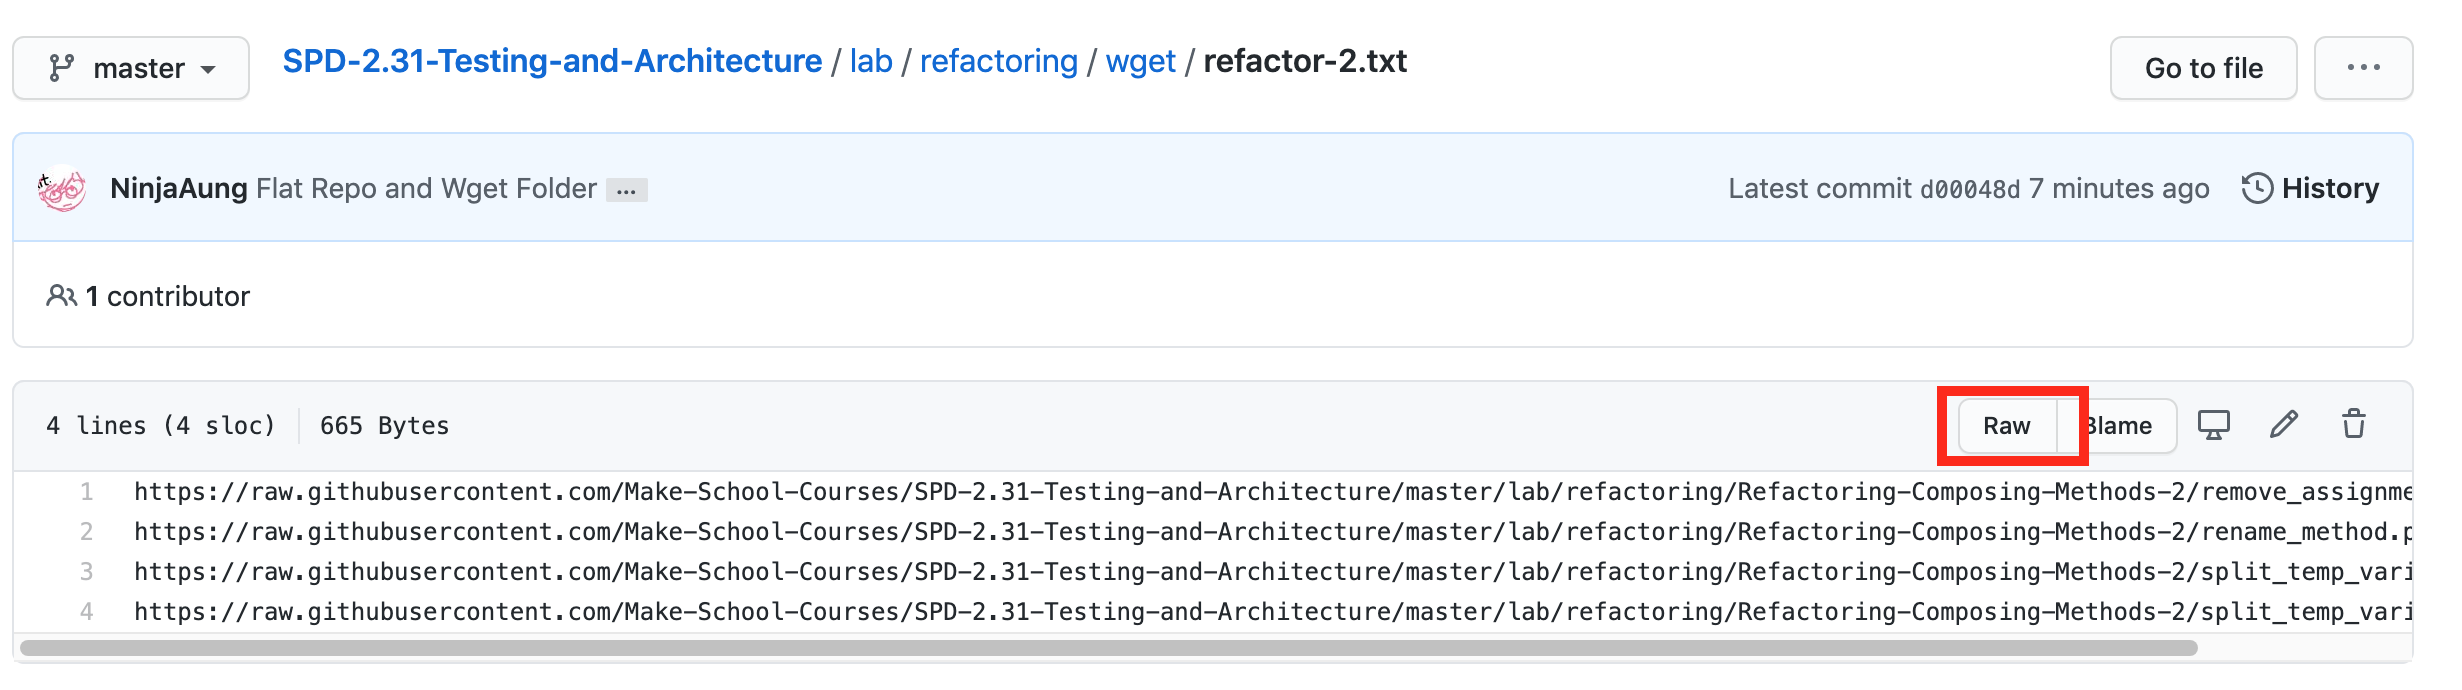 master SPD-2.31-Testing-and-Architecture / lab / refactoring / wget / refactor-2.txt Go to file ...
NinjaAung Flat Repo and Wget Folder ... Latest commit d00048d 7 minutes ago History
1 contributor
4 lines (4 sloc) 665 Bytes Raw Blame
1 https://raw.githubusercontent.com/Make-School-Courses/SPD-2.31-Testing-and-Architecture/master/lab/refactoring/Refactoring-Composing-Methods-2/remove_assignme
2 https://raw.githubusercontent.com/Make-School-Courses/SPD-2.31-Testing-and-Architecture/master/lab/refactoring/Refactoring-Composing-Methods-2/rename_method.p
3 https://raw.githubusercontent.com/Make-School-Courses/SPD-2.31-Testing-and-Architecture/master/lab/refactoring/Refactoring-Composing-Methods-2/split_temp_vari
4 https://raw.githubusercontent.com/Make-School-Courses/SPD-2.31-Testing-and-Architecture/master/lab/refactoring/Refactoring-Composing-Methods-2/split_temp_vari